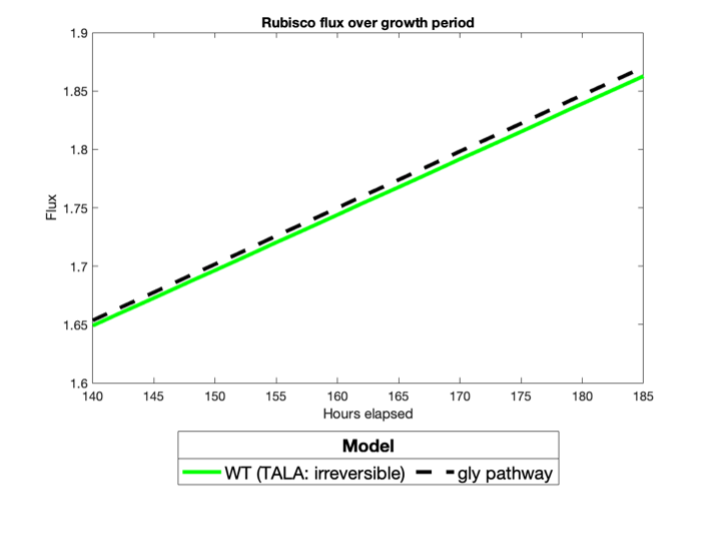 Rubisco flux over growth period
1.9
1.85
1.8
1.75
1.7
1.65
1.6
Flux
140 145 150 155 160 165 170 175 180 185
Hours elapsed
Model
WT (TALA: irreversible) gly pathway